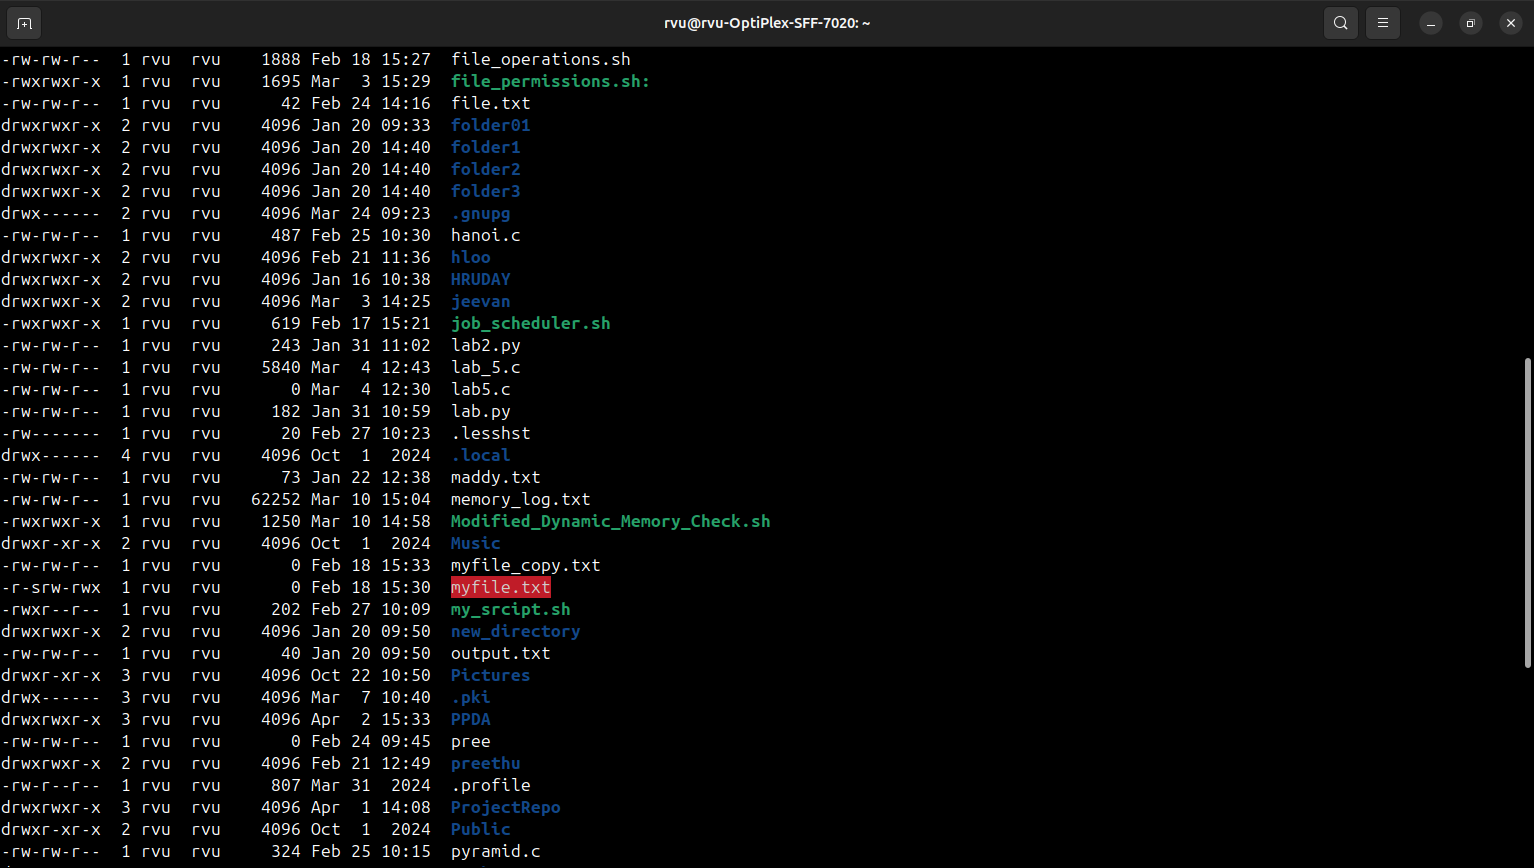 rvu@rvu-OptiPlex-SFF-7020: ~
-rw-rw-r--  1 rvu  rvu    1888 Feb 18 15:27  file_operations.sh
-rwxrwxr-x  1 rvu  rvu    1695 Mar  3 15:29  file_permissions.sh:
-rw-rw-r--  1 rvu  rvu      42 Feb 24 14:16  file.txt
drwxrwxr-x  2 rvu  rvu    4096 Jan 20 09:33  folder01
drwxrwxr-x  2 rvu  rvu    4096 Jan 20 14:40  folder1
drwxrwxr-x  2 rvu  rvu    4096 Jan 20 14:40  folder2
drwxrwxr-x  2 rvu  rvu    4096 Jan 20 14:40  folder3
drwx------  2 rvu  rvu    4096 Mar 24 09:23  .gnupg
-rw-rw-r--  1 rvu  rvu     487 Feb 25 10:30  hanoi.c
drwxrwxr-x  2 rvu  rvu    4096 Feb 21 11:36  hloo
drwxrwxr-x  2 rvu  rvu    4096 Jan 16 10:38  HRUDAY
drwxrwxr-x  2 rvu  rvu    4096 Mar  3 14:25  jeevan
-rwxrwxr-x  1 rvu  rvu     619 Feb 17 15:21  job_scheduler.sh
-rw-rw-r--  1 rvu  rvu     243 Jan 31 11:02  lab2.py
-rw-rw-r--  1 rvu  rvu    5840 Mar  4 12:43  lab_5.c
-rw-rw-r--  1 rvu  rvu       0 Mar  4 12:30  lab5.c
-rw-rw-r--  1 rvu  rvu     182 Jan 31 10:59  lab.py
-rw-------  1 rvu  rvu      20 Feb 27 10:23  .lesshst
drwx------  4 rvu  rvu    4096 Oct  1  2024  .local
-rw-rw-r--  1 rvu  rvu      73 Jan 22 12:38  maddy.txt
-rw-rw-r--  1 rvu  rvu   62252 Mar 10 15:04  memory_log.txt
-rwxrwxr-x  1 rvu  rvu    1250 Mar 10 14:58  Modified_Dynamic_Memory_Check.sh
drwxr-xr-x  2 rvu  rvu    4096 Oct  1  2024  Music
-rw-rw-r--  1 rvu  rvu       0 Feb 18 15:33  myfile_copy.txt
-r-srw-rwx  1 rvu  rvu       0 Feb 18 15:30  myfile.txt
-rwxr--r--  1 rvu  rvu     202 Feb 27 10:09  my_srcipt.sh
drwxrwxr-x  2 rvu  rvu    4096 Jan 20 09:50  new_directory
-rw-rw-r--  1 rvu  rvu      40 Jan 20 09:50  output.txt
drwxr-xr-x  3 rvu  rvu    4096 Oct 22 10:50  Pictures
drwx------  3 rvu  rvu    4096 Mar  7 10:40  .pki
drwxrwxr-x  3 rvu  rvu    4096 Apr  2 15:33  PPDA
-rw-rw-r--  1 rvu  rvu       0 Feb 24 09:45  pree
drwxrwxr-x  2 rvu  rvu    4096 Feb 21 12:49  preethu
-rw-r--r--  1 rvu  rvu     807 Mar 31  2024  .profile
drwxrwxr-x  3 rvu  rvu    4096 Apr  1 14:08  ProjectRepo
drwxr-xr-x  2 rvu  rvu    4096 Oct  1  2024  Public
-rw-rw-r--  1 rvu  rvu     324 Feb 25 10:15  pyramid.c